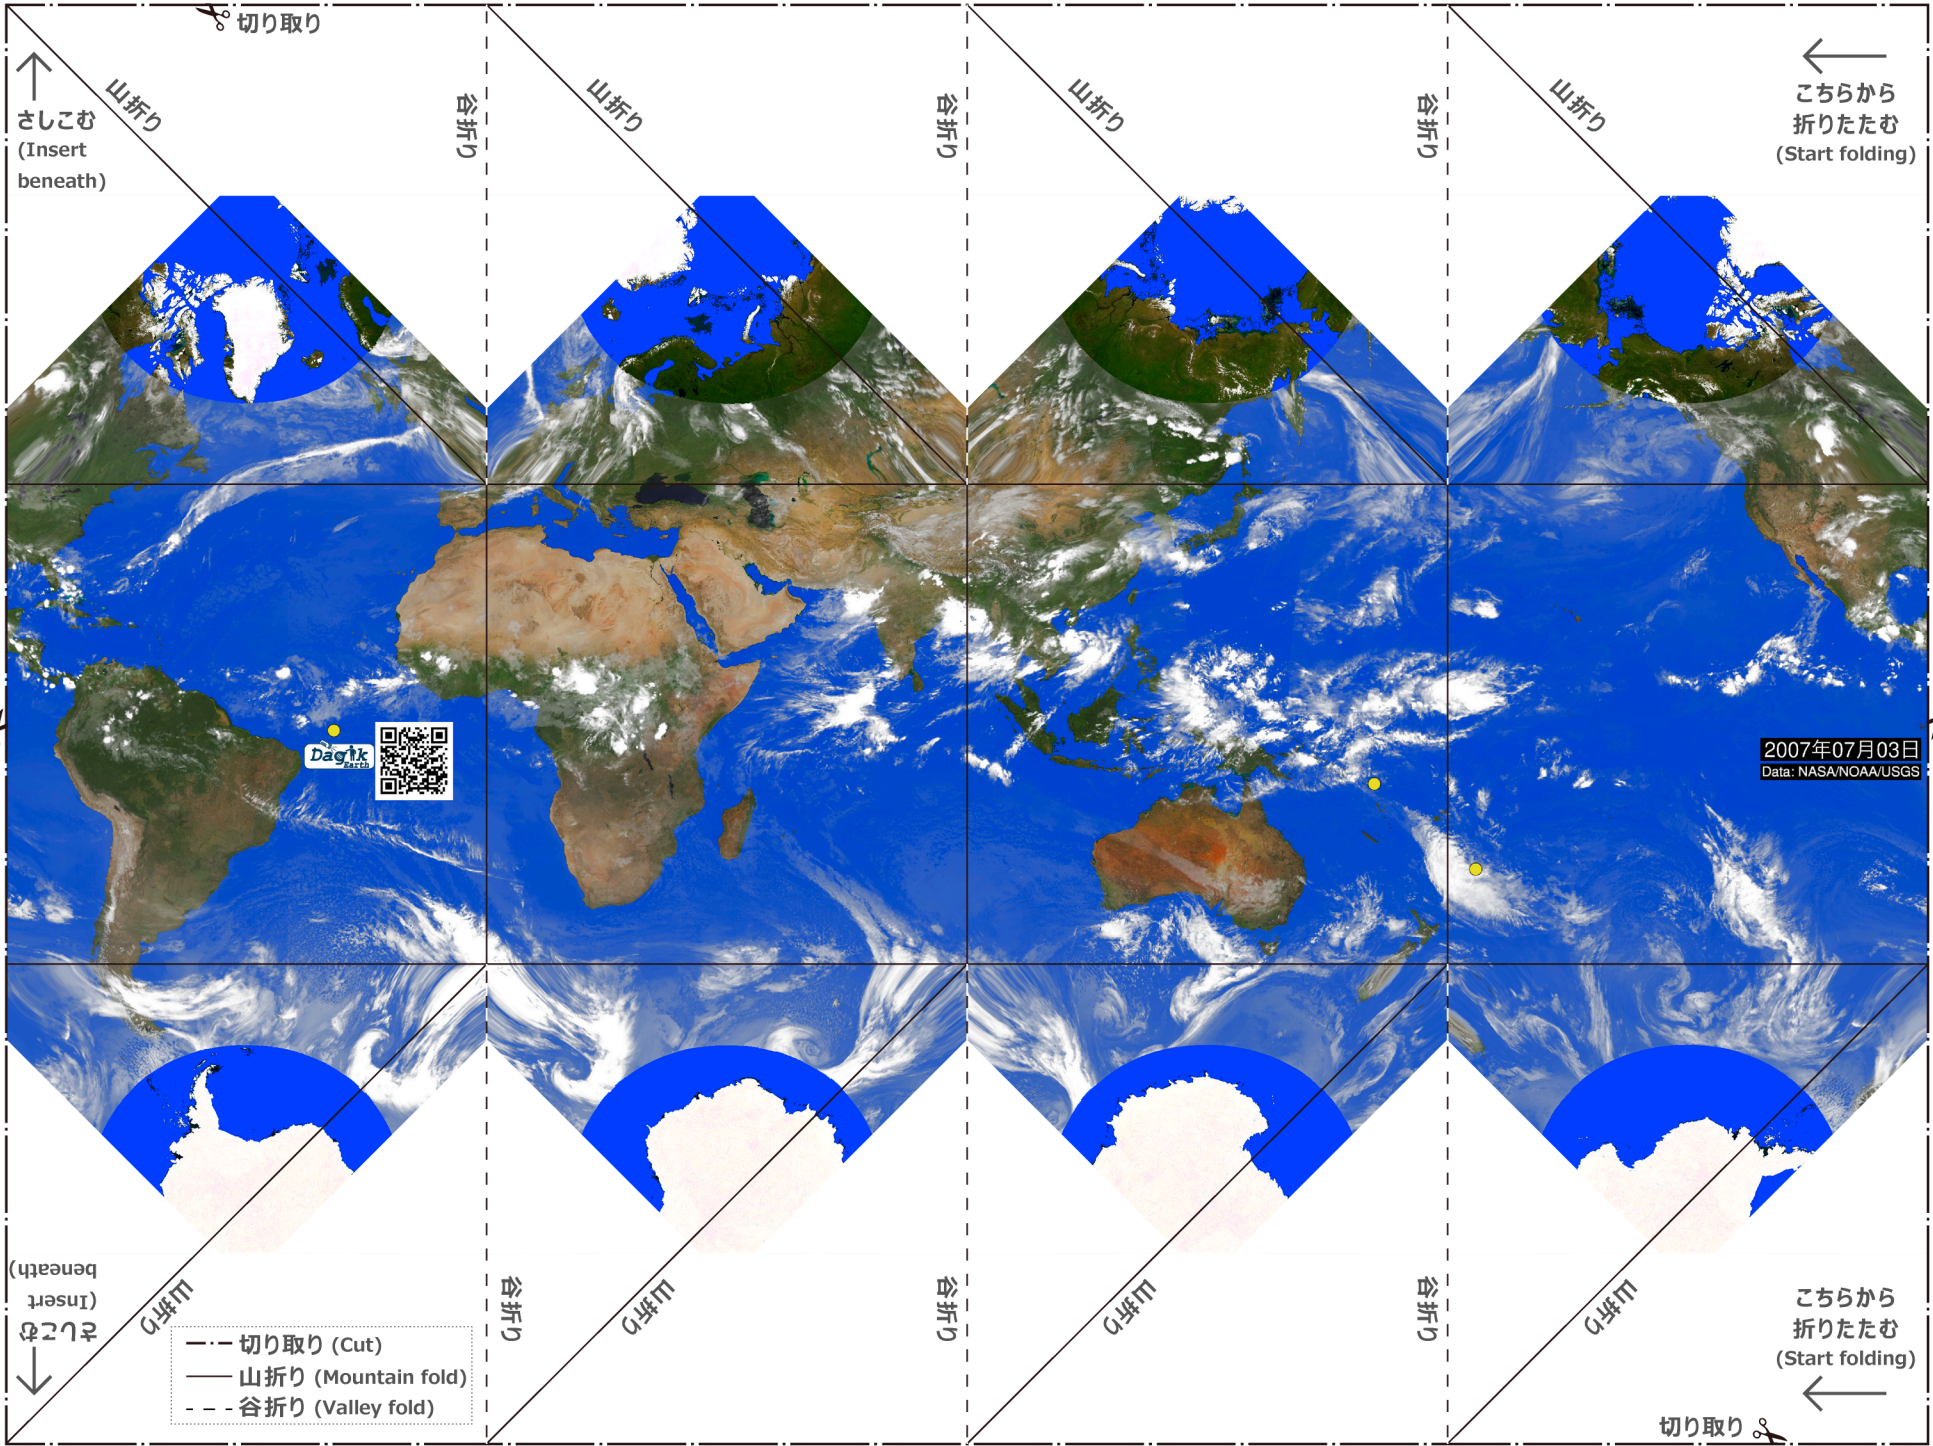 切り取り
さしこむ
(Insert
beneath)
山折り
谷折り
山折り
谷折り
山折り
谷折り
山折り
こちらから
折りたたむ
(Start folding)
Dagik
Earth
2007年07月03日
Data: NASA/NOAA/USGS
さしこむ
(Insert
beneath)
山折り
谷折り
山折り
谷折り
山折り
谷折り
山折り
こちらから
折りたたむ
(Start folding)
切り取り (Cut)
山折り (Mountain fold)
谷折り (Valley fold)
切り取り